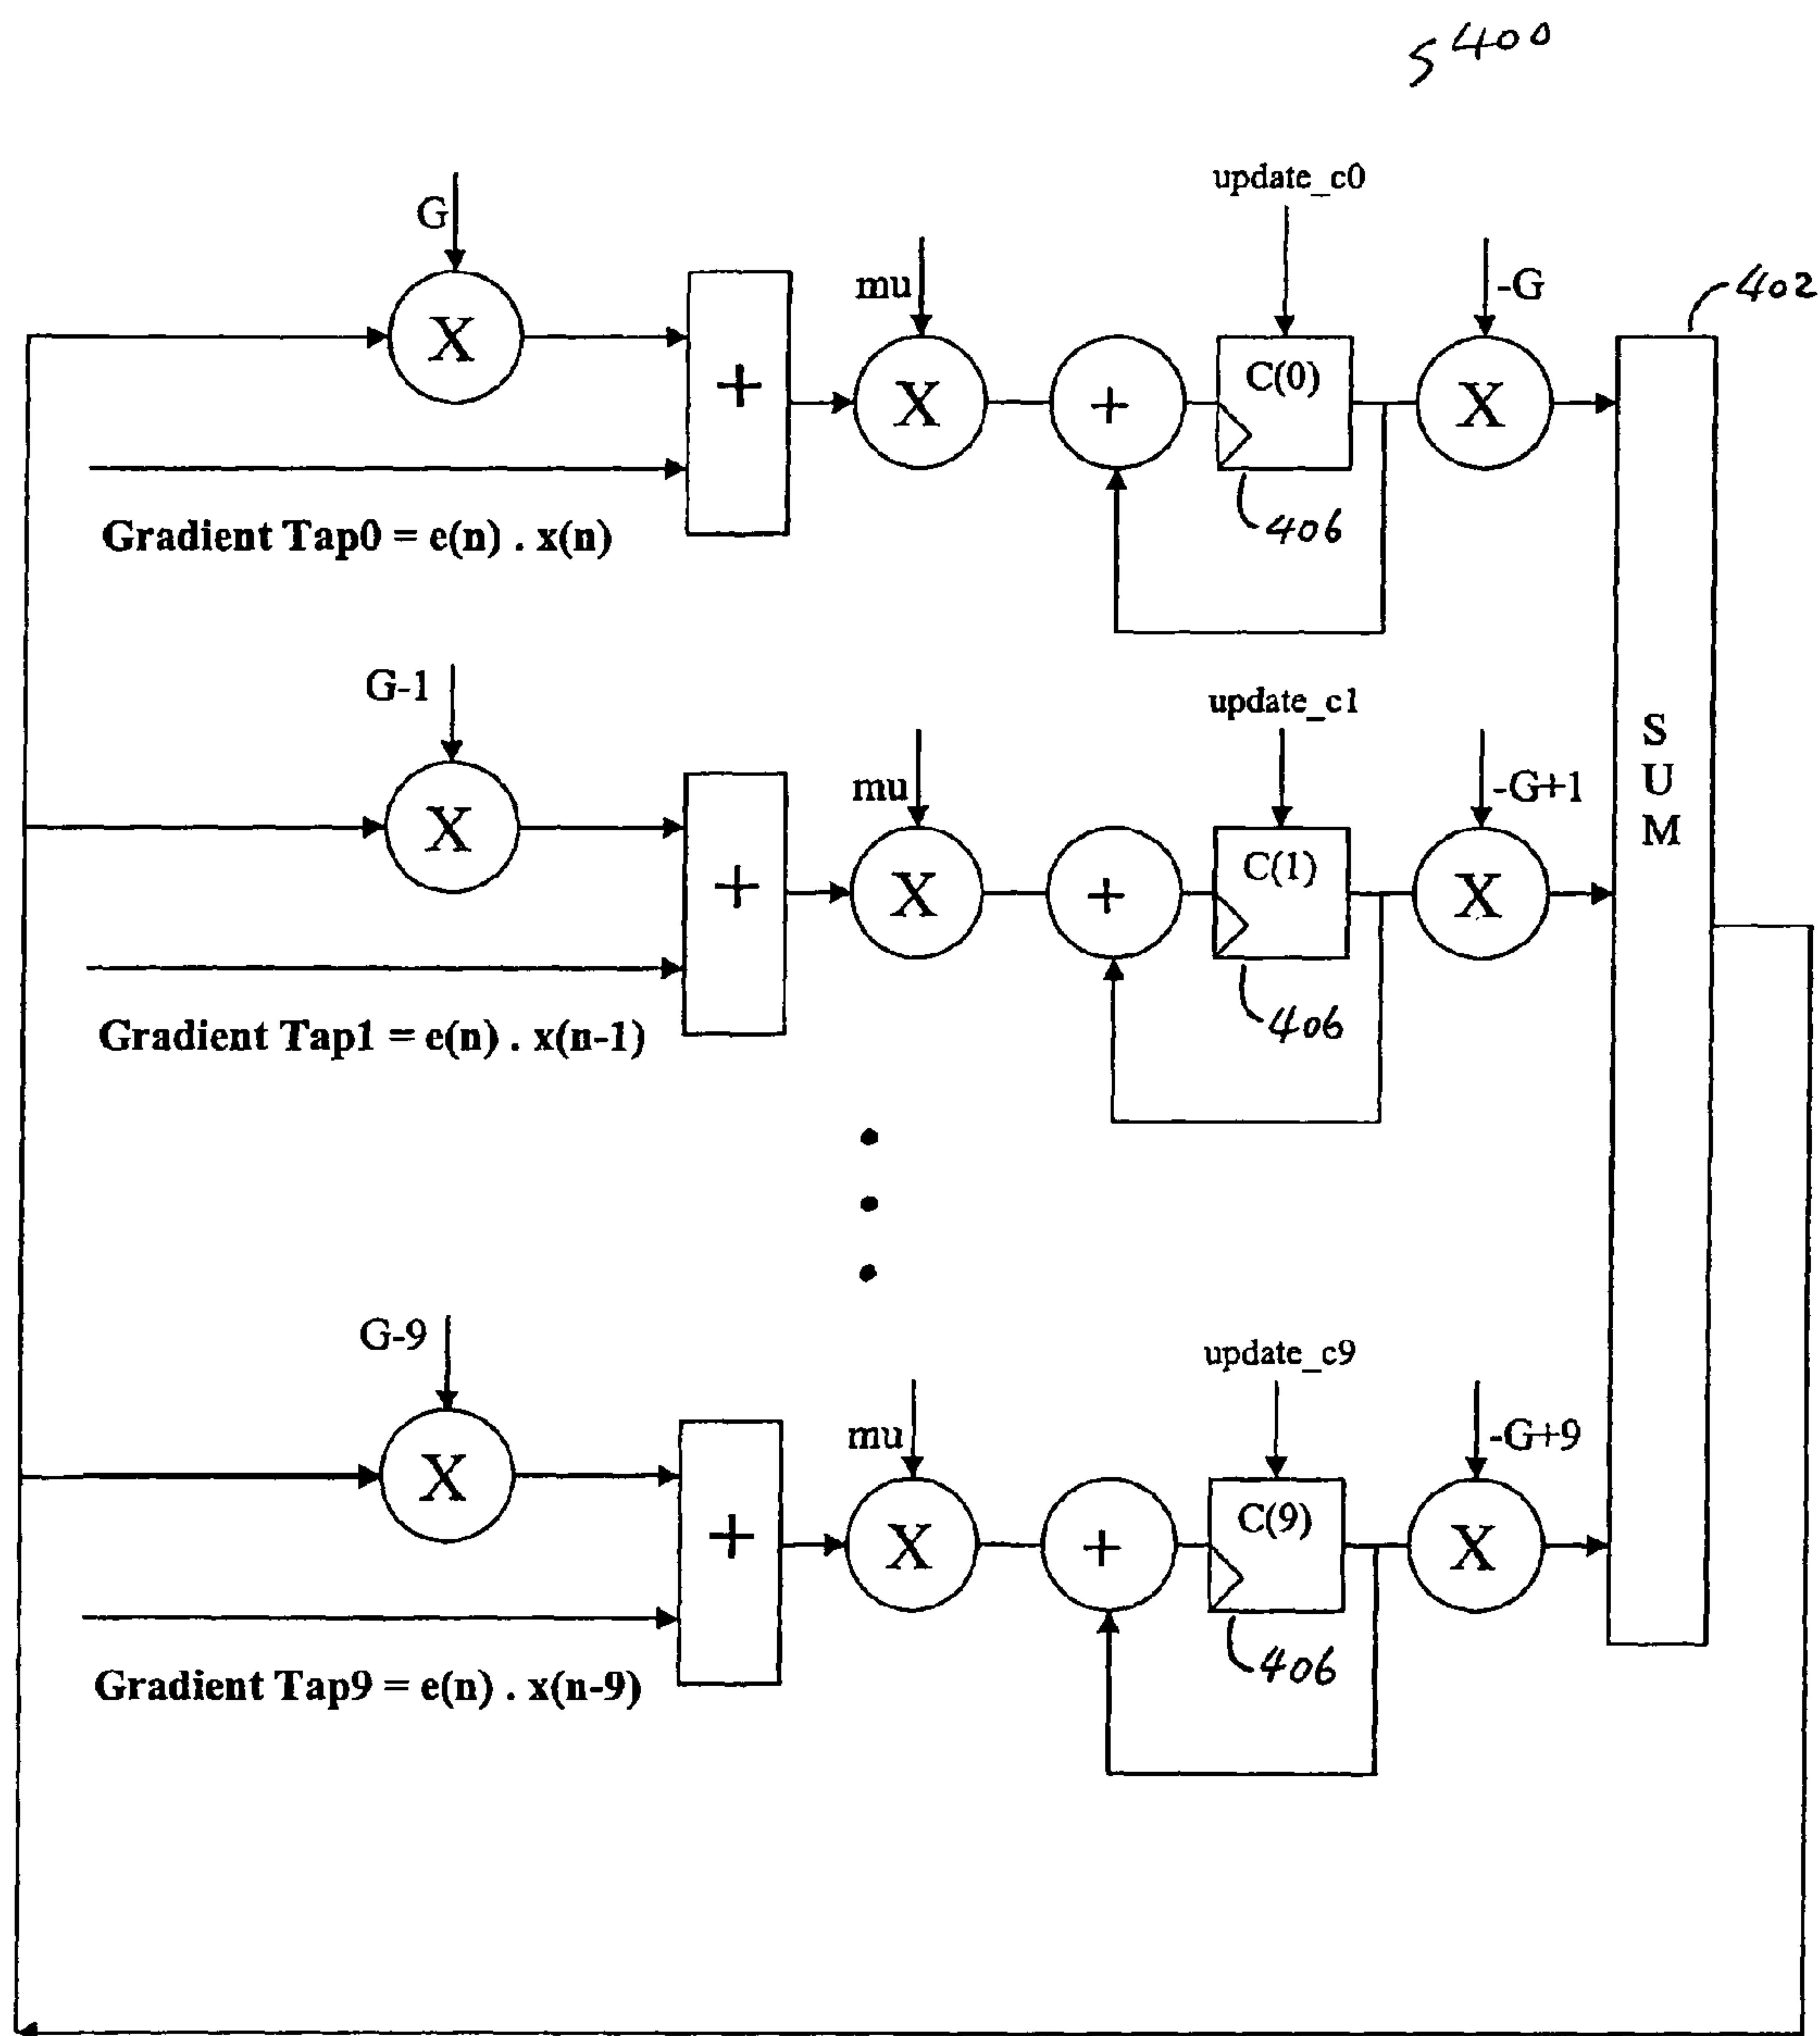 400
G
X
+
mu
X
+
update_c0
C(0)
406
-G
X
402
Gradient Tap0 = e(n) . x(n)
S
U
M
G-1
X
+
mu
X
+
update_c1
C(1)
406
-G+1
X
Gradient Tap1 = e(n) . x(n-1)
G-9
X
+
mu
X
+
update_c9
C(9)
406
-G+9
X
Gradient Tap9 = e(n) . x(n-9)